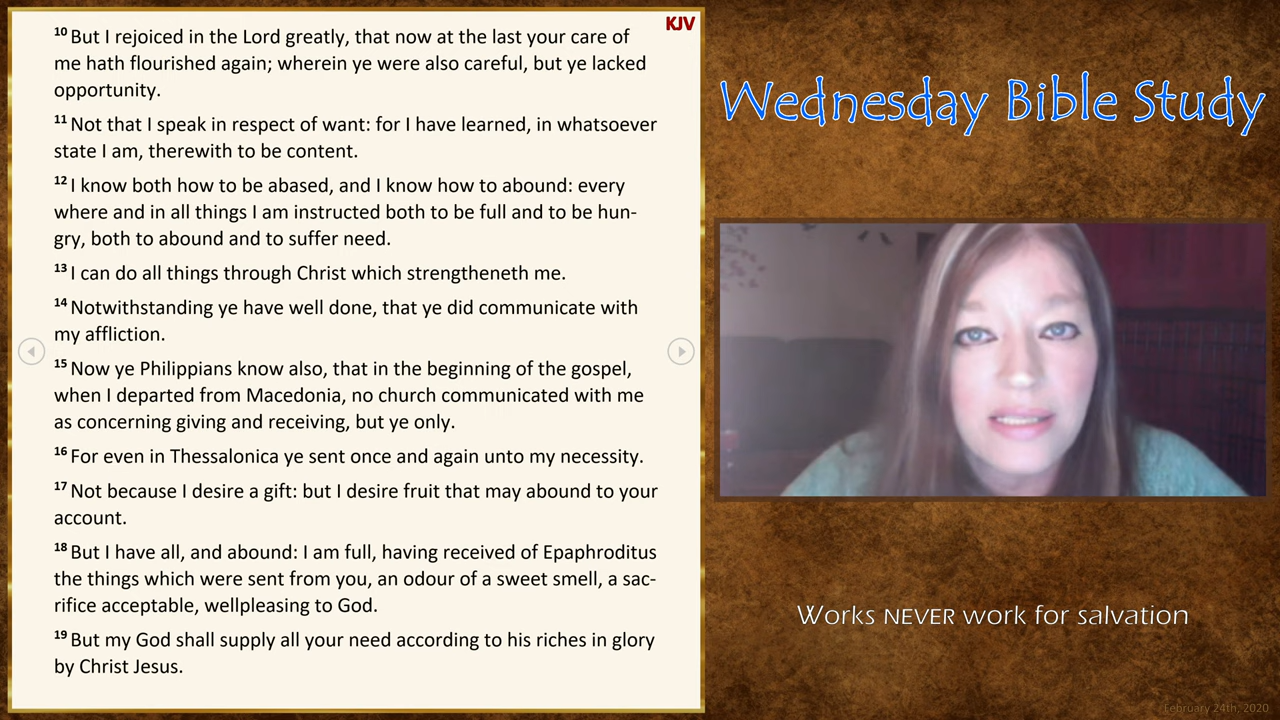 KJV
10 But I rejoiced in the Lord greatly, that now at the last your care of
me hath flourished again; wherein ye were also careful, but ye lacked
opportunity.
11 Not that I speak in respect of want: for I have learned, in whatsoever
state I am, therewith to be content.
12 I know both how to be abased, and I know how to abound: every
where and in all things I am instructed both to be full and to be hun-
gry, both to abound and to suffer need.
13 I can do all things through Christ which strengtheneth me.
14 Notwithstanding ye have well done, that ye did communicate with
my affliction.
15 Now ye Philippians know also, that in the beginning of the gospel,
when I departed from Macedonia, no church communicated with me
as concerning giving and receiving, but ye only.
16 For even in Thessalonica ye sent once and again unto my necessity.
17 Not because I desire a gift: but I desire fruit that may abound to your
account.
18 But I have all, and abound: I am full, having received of Epaphroditus
the things which were sent from you, an odour of a sweet smell, a sac-
rifice acceptable, wellpleasing to God.
19 But my God shall supply all your need according to his riches in glory
by Christ Jesus.
Wednesday Bible Study
Works NEVER work for salvation
February 24th, 2020